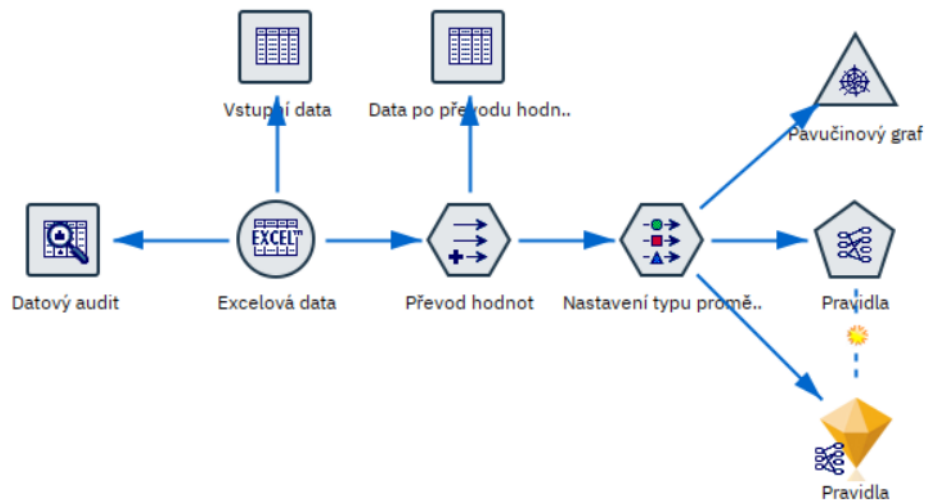 Vstupní data
Data po převodu hodn..
Pavučinový graf
EXCEL™
Datový audit
Excelová data
Převod hodnot
Nastavení typu promě..
Pravidla
Pravidla